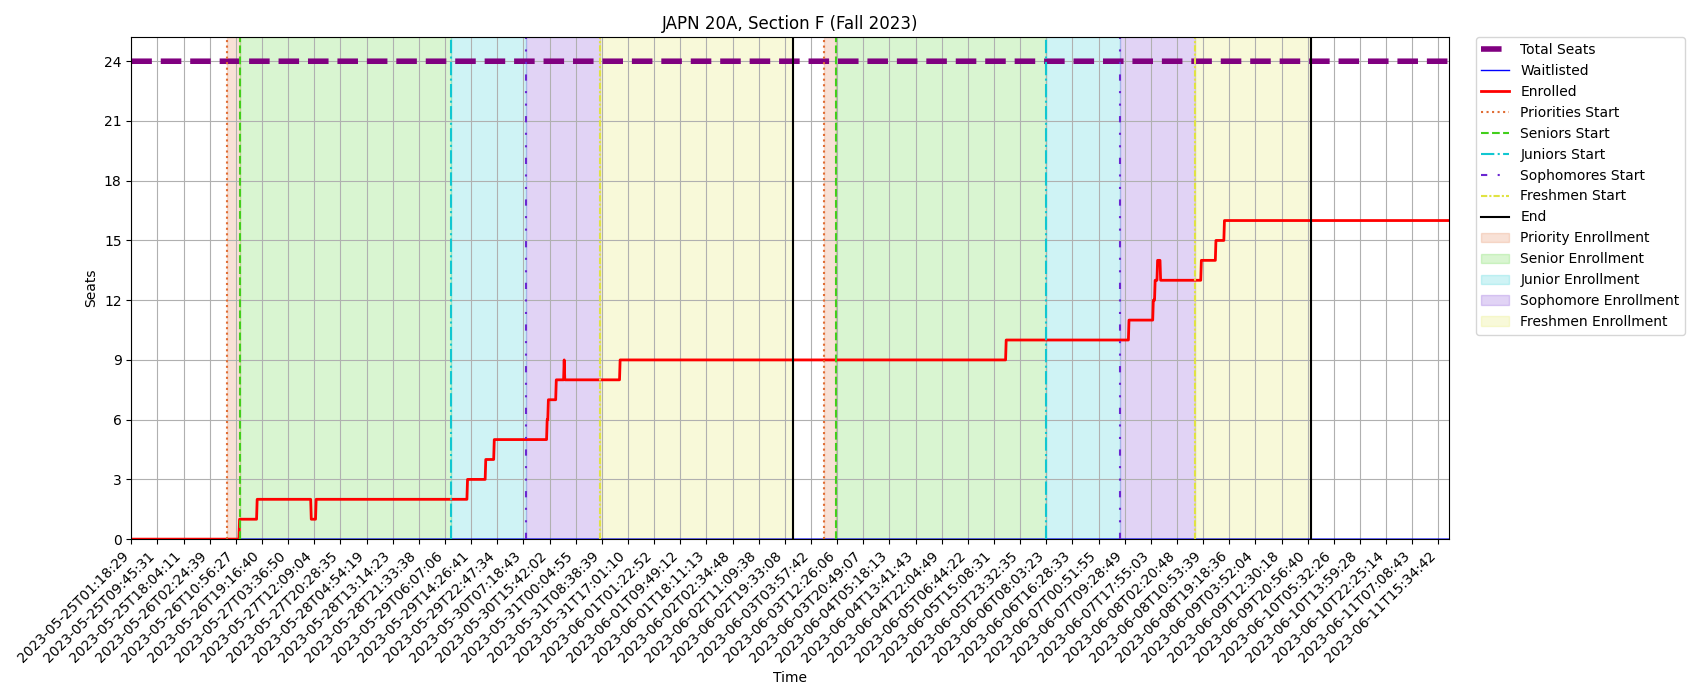 JAPN 20A, Section F (Fall 2023)
Total Seats
Waitlisted
Enrolled
Priorities Start
Seniors Start
Juniors Start
Sophomores Start
Freshmen Start
End
Priority Enrollment
Senior Enrollment
Junior Enrollment
Sophomore Enrollment
Freshmen Enrollment
Seats
24
21
18
15
12
9
6
3
0
2023-05-25T01:18:29
2023-05-25T09:45:31
2023-05-25T18:04:11
2023-05-26T02:24:39
2023-05-26T10:56:27
2023-05-26T19:16:40
2023-05-27T03:36:50
2023-05-27T12:09:04
2023-05-27T20:28:35
2023-05-28T04:54:19
2023-05-28T13:14:23
2023-05-28T21:33:38
2023-05-29T06:07:06
2023-05-29T14:26:41
2023-05-29T22:47:34
2023-05-30T07:18:43
2023-05-30T15:42:02
2023-05-31T00:04:55
2023-05-31T08:38:39
2023-05-31T17:01:10
2023-06-01T01:22:52
2023-06-01T09:49:12
2023-06-01T18:11:13
2023-06-02T02:34:48
2023-06-02T11:09:38
2023-06-02T19:33:08
2023-06-03T03:57:42
2023-06-03T12:26:06
2023-06-03T20:49:07
2023-06-04T05:18:13
2023-06-04T13:41:43
2023-06-04T22:04:49
2023-06-05T06:44:22
2023-06-05T15:08:31
2023-06-05T23:32:35
2023-06-06T08:03:23
2023-06-06T16:28:33
2023-06-07T00:51:55
2023-06-07T09:28:49
2023-06-07T17:55:03
2023-06-08T02:20:48
2023-06-08T10:53:39
2023-06-08T19:18:36
2023-06-09T03:52:04
2023-06-09T12:30:18
2023-06-09T20:56:40
2023-06-10T05:32:26
2023-06-10T13:59:28
2023-06-10T22:25:14
2023-06-11T07:08:43
2023-06-11T15:34:42
Time